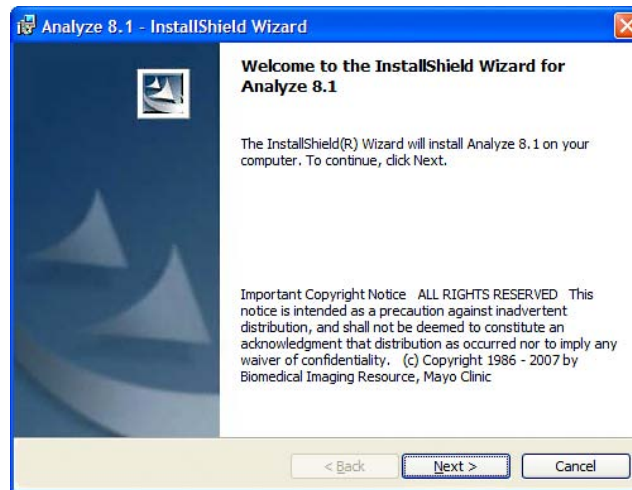 Analyze 8.1 - InstallShield Wizard
Welcome to the InstallShield Wizard for
Analyze 8.1
The InstallShield(R) Wizard will install Analyze 8.1 on your
computer. To continue, click Next.
Important Copyright Notice   ALL RIGHTS RESERVED   This
notice is intended as a precaution against inadvertent
distribution, and shall not be deemed to constitute an
acknowledgment that distribution as occurred nor to imply any
waiver of confidentiality.   (c) Copyright 1986 - 2007 by
Biomedical Imaging Resource, Mayo Clinic
< Back
Next >
Cancel